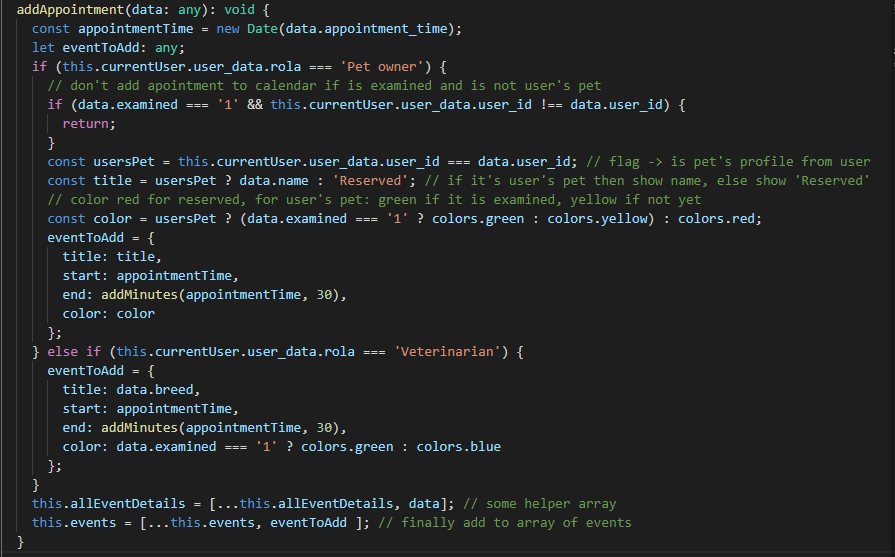 addAppointment(data: any): void {
  const appointmentTime = new Date(data.appointment_time);
  let eventToAdd: any;
  if (this.currentUser.user_data.rola === 'Pet owner') {
    // don't add apointment to calendar if is examined and is not user's pet
    if (data.examined === '1' && this.currentUser.user_data.user_id !== data.user_id) {
      return;
    }
    const usersPet = this.currentUser.user_data.user_id === data.user_id; // flag -> is pet's profile from user
    const title = usersPet ? data.name : 'Reserved'; // if it's user's pet then show name, else show 'Reserved'
    // color red for reserved, for user's pet: green if it is examined, yellow if not yet
    const color = usersPet ? (data.examined === '1' ? colors.green : colors.yellow) : colors.red;
    eventToAdd = {
      title: title,
      start: appointmentTime,
      end: addMinutes(appointmentTime, 30),
      color: color
    };
  } else if (this.currentUser.user_data.rola === 'Veterinarian') {
    eventToAdd = {
      title: data.breed,
      start: appointmentTime,
      end: addMinutes(appointmentTime, 30),
      color: data.examined === '1' ? colors.green : colors.blue
    };
  }
  this.allEventDetails = [...this.allEventDetails, data]; // some helper array
  this.events = [...this.events, eventToAdd ]; // finally add to array of events
}